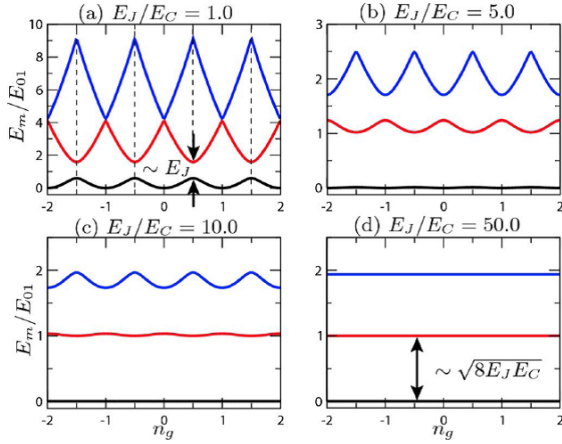 (a) E_J/E_C = 1.0
(b) E_J/E_C = 5.0
E_m/E_01
10
8
6
4
2
0
∼ E_J
-2 -1 0 1 2
n_g
3
2
1
0
-2 -1 0 1 2
n_g
(c) E_J/E_C = 10.0
(d) E_J/E_C = 50.0
E_m/E_01
2
1
0
-2 -1 0 1 2
n_g
∼ √8E_JE_C
2
1
0
-2 -1 0 1 2
n_g